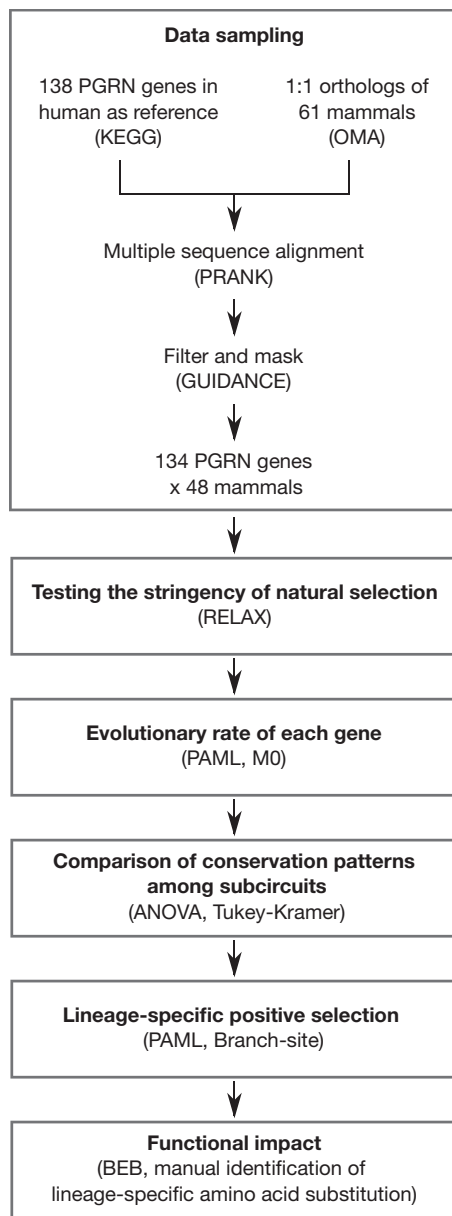 Data sampling
138 PGRN genes in
human as reference
(KEGG)
1:1 orthologs of
61 mammals
(OMA)
Multiple sequence alignment
(PRANK)
Filter and mask
(GUIDANCE)
134 PGRN genes
x 48 mammals
Testing the stringency of natural selection
(RELAX)
Evolutionary rate of each gene
(PAML, M0)
Comparison of conservation patterns
among subcircuits
(ANOVA, Tukey-Kramer)
Lineage-specific positive selection
(PAML, Branch-site)
Functional impact
(BEB, manual identification of
lineage-specific amino acid substitution)